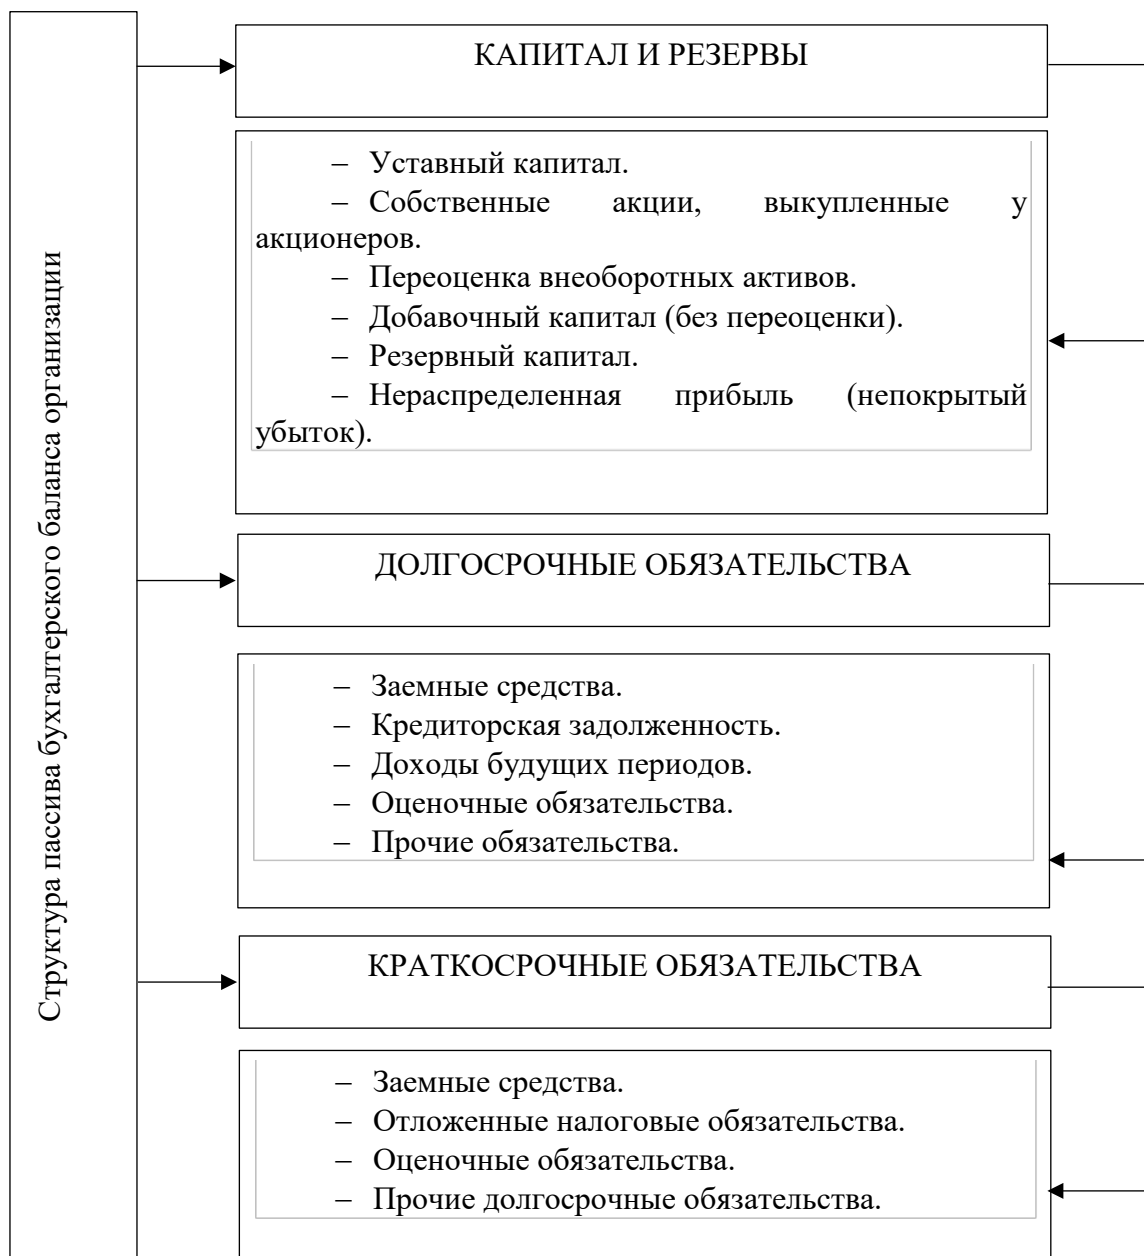 Структура пассива бухгалтерского баланса организации
КАПИТАЛ И РЕЗЕРВЫ
– Уставный капитал.
– Собственные акции, выкупленные у
акционеров.
– Переоценка внеоборотных активов.
– Добавочный капитал (без переоценки).
– Резервный капитал.
– Нераспределенная прибыль (непокрытый
убыток).
ДОЛГОСРОЧНЫЕ ОБЯЗАТЕЛЬСТВА
– Заемные средства.
– Кредиторская задолженность.
– Доходы будущих периодов.
– Оценочные обязательства.
– Прочие обязательства.
КРАТКОСРОЧНЫЕ ОБЯЗАТЕЛЬСТВА
– Заемные средства.
– Отложенные налоговые обязательства.
– Оценочные обязательства.
– Прочие долгосрочные обязательства.